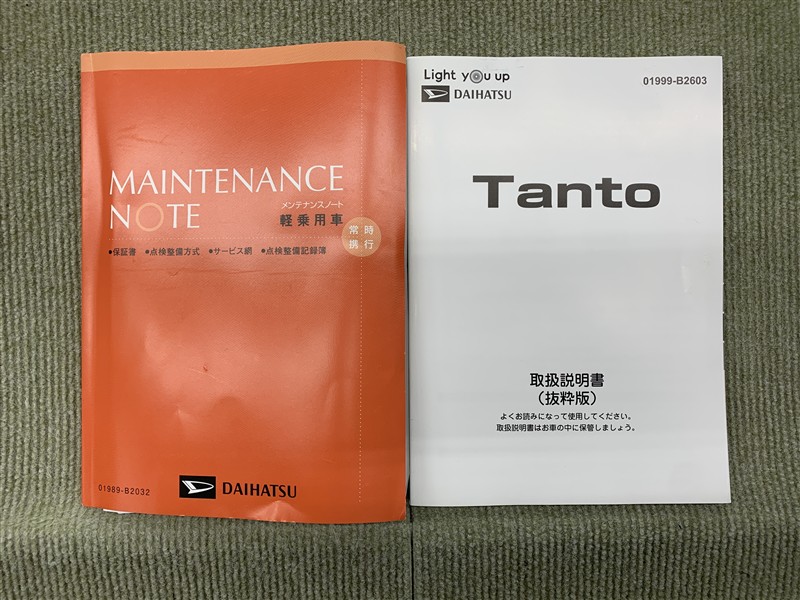 MAINTENANCE
NOTE
メンテナンスノート
軽乗用車
常時
携行
●保証書 ●点検整備方式 ●サービス網 ●点検整備記録簿
01989-B2032
DAIHATSU
Light you up
DAIHATSU
01999-B2603
Tanto
取扱説明書
（抜粋版）
よくお読みになって使用してください。
取扱説明書はお車の中に保管しましょう。